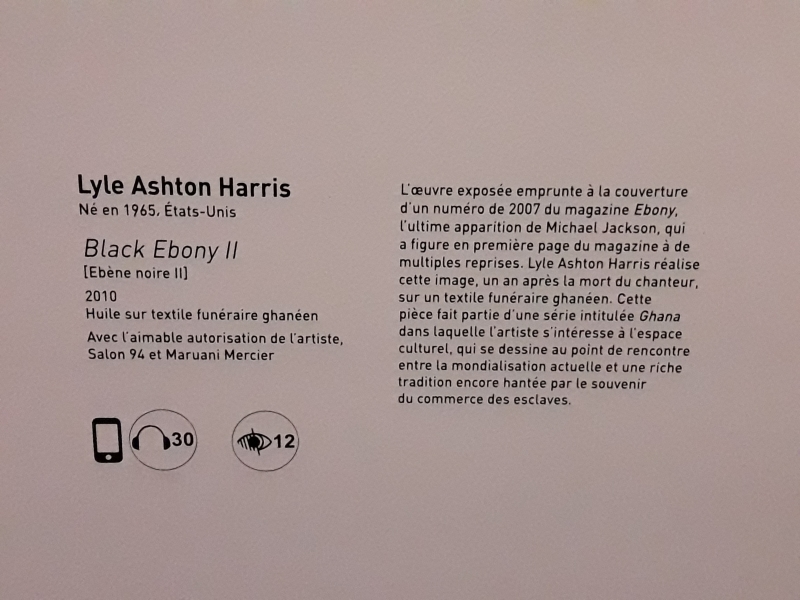 Lyle Ashton Harris
Né en 1965, États-Unis
Black Ebony II
[Ebène noire II]
2010
Huile sur textile funéraire ghanéen
Avec l'aimable autorisation de l'artiste,
Salon 94 et Maruani Mercier
30
12
L'œuvre exposée emprunte à la couverture
d'un numéro de 2007 du magazine Ebony,
l'ultime apparition de Michael Jackson, qui
a figure en première page du magazine à de
multiples reprises. Lyle Ashton Harris réalise
cette image, un an après la mort du chanteur,
sur un textile funéraire ghanéen. Cette
pièce fait partie d'une série intitulée Ghana
dans laquelle l'artiste s'intéresse à l'espace
culturel, qui se dessine au point de rencontre
entre la mondialisation actuelle et une riche
tradition encore hantée par le souvenir
du commerce des esclaves.